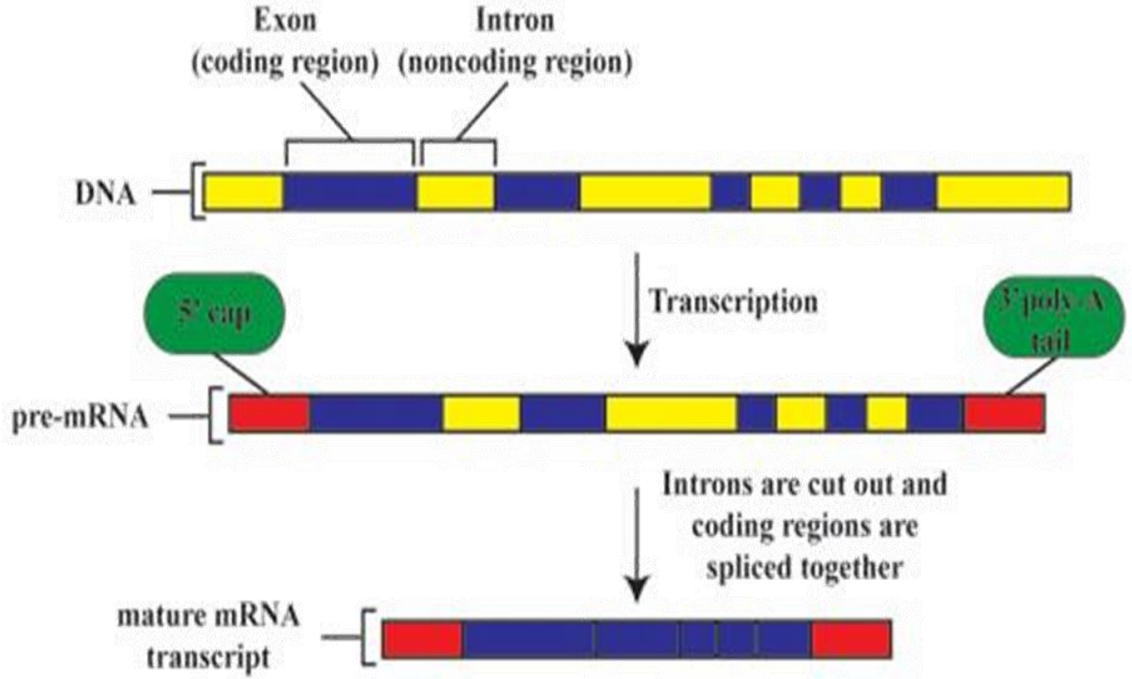 Exon
(coding region)
Intron
(noncoding region)
DNA
5' cap
Transcription
3'poly-A
tail
pre-mRNA
Introns are cut out and
coding regions are
spliced together
mature mRNA
transcript